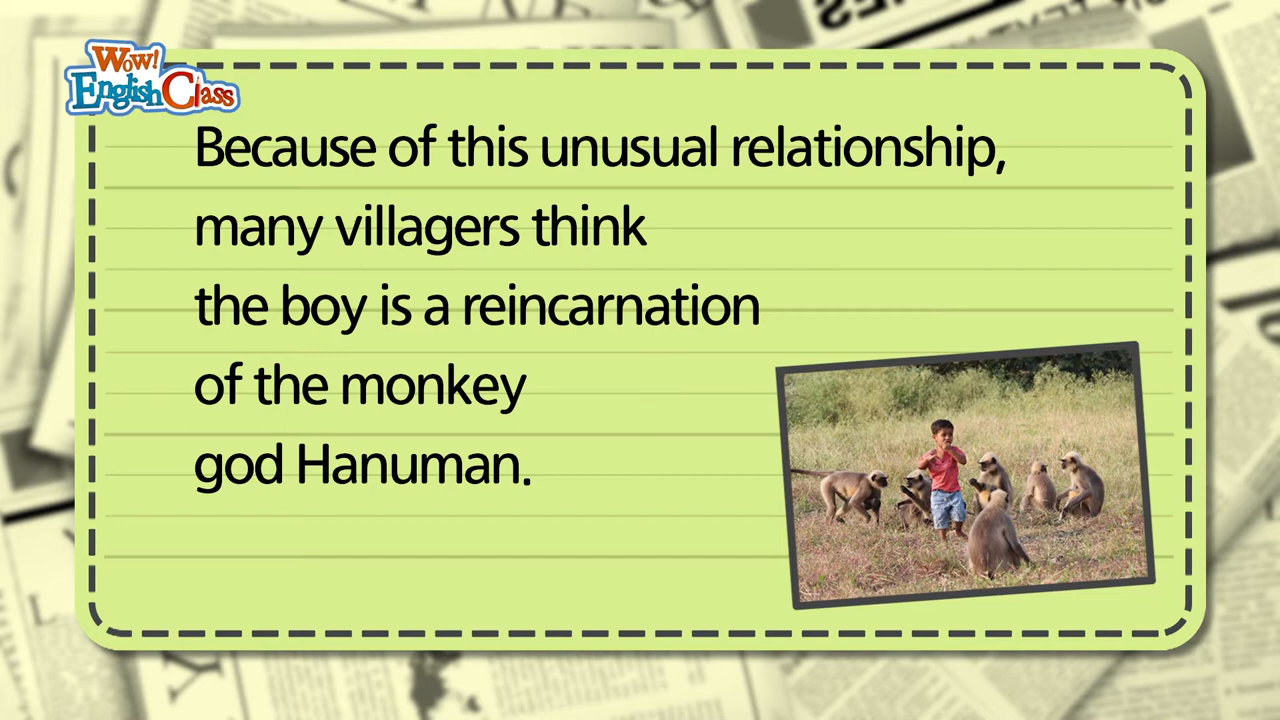 Wow!
English Class
Because of this unusual relationship,
many villagers think
the boy is a reincarnation
of the monkey
god Hanuman.